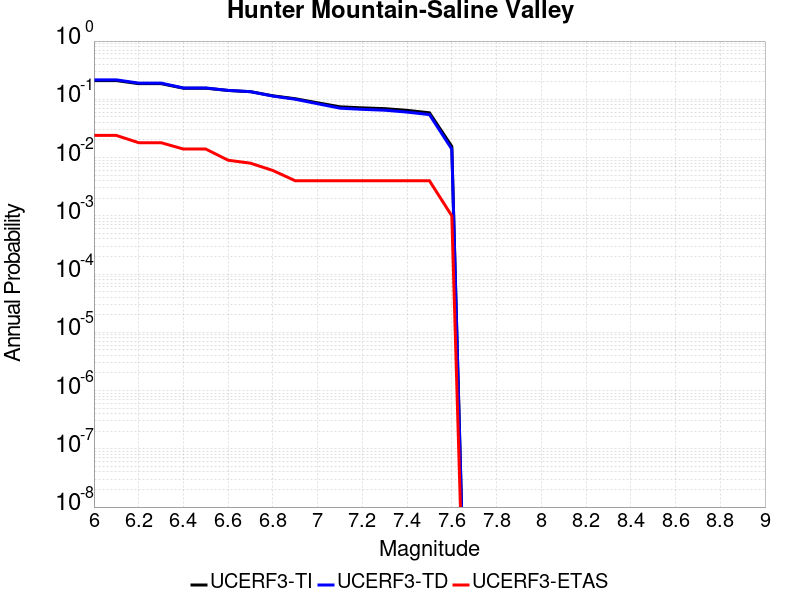 Hunter Mountain-Saline Valley
10 0
10 -1
10 -2
10 -3
10 -4
10 -5
10 -6
10 -7
10 -8
Annual Probability
6 6.2 6.4 6.6 6.8 7 7.2 7.4 7.6 7.8 8 8.2 8.4 8.6 8.8 9
Magnitude
UCERF3-TI UCERF3-TD UCERF3-ETAS